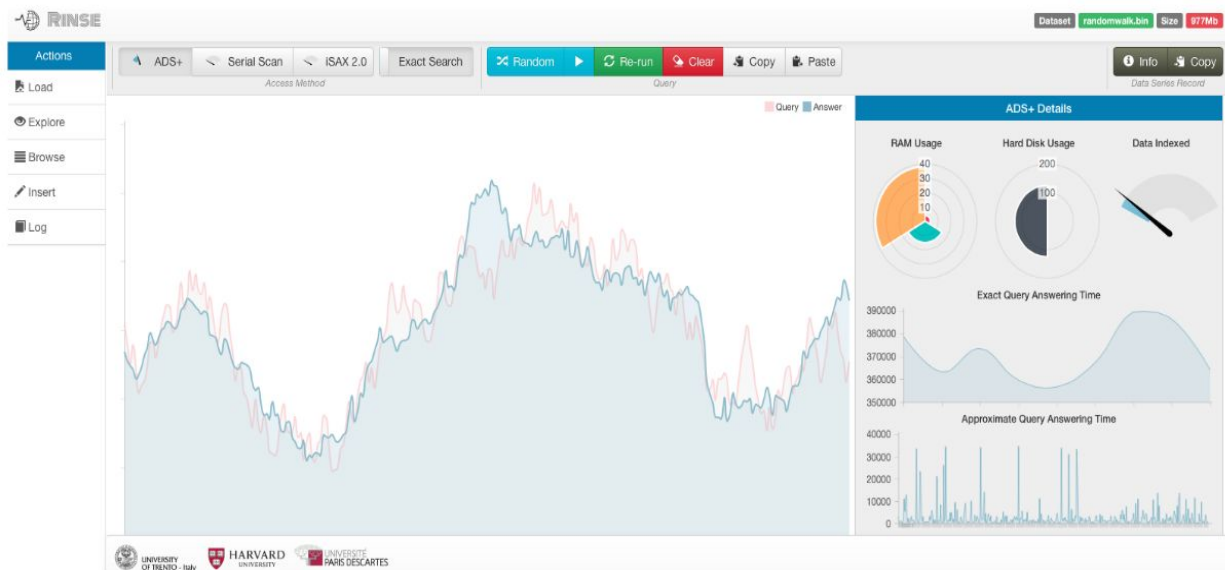 RINSE
Dataset randomwalk.bin Size 977Mb
Actions
Load
Explore
Browse
Insert
Log
ADS+ Serial Scan iSAX 2.0 Exact Search
Access Method
Random Re-run Clear Copy Paste
Query
Info Copy
Data Series Record
Query Answer
ADS+ Details
RAM Usage Hard Disk Usage Data Indexed
40
30
20
10
200
100
Exact Query Answering Time
390000
380000
370000
360000
350000
Approximate Query Answering Time
40000
30000
20000
10000
0
UNIVERSITY
OF TRENTO - Italy
HARVARD
UNIVERSITY
UNIVERSITÉ
PARIS DESCARTES